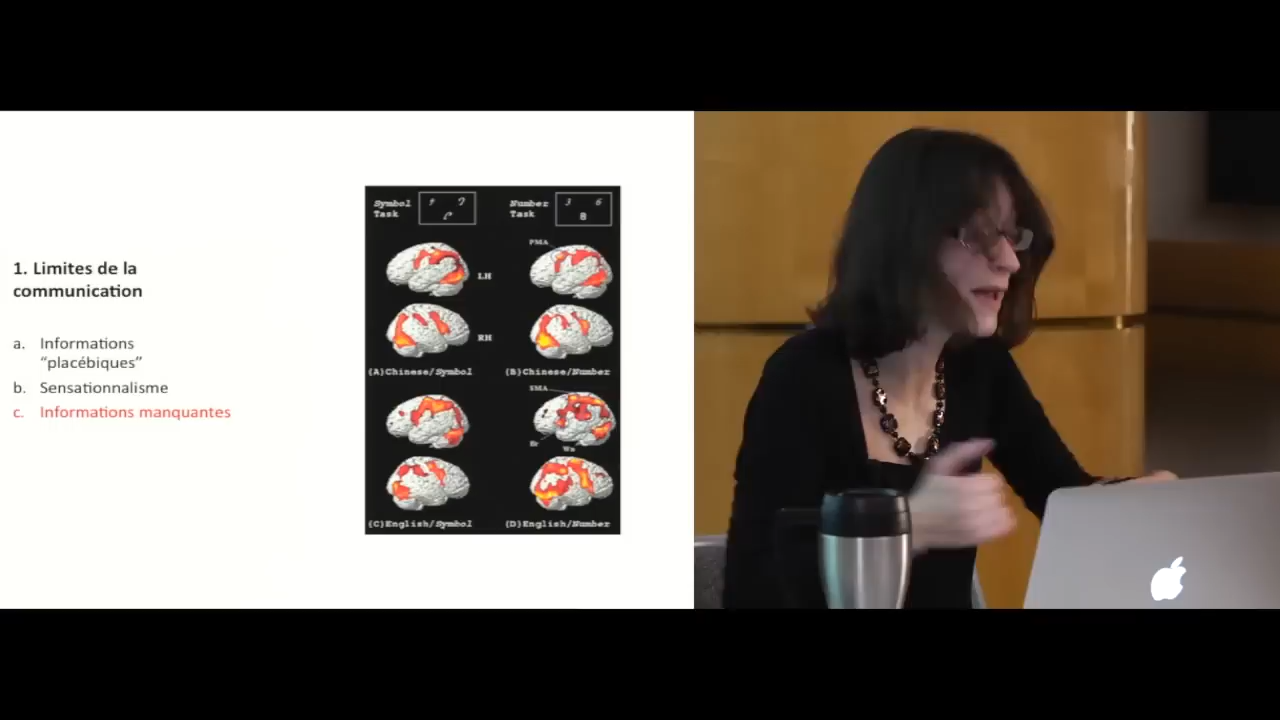 1. Limites de la
communication
a. Informations
“placébiques”
b. Sensationnalisme
c. Informations manquantes
Symbol
Task
Number
Task
3 6
8
PMA
LH
RH
(A)Chinese/Symbol
(B)Chinese/Number
SMA
Br
Wn
(C)English/Symbol
(D)English/Number